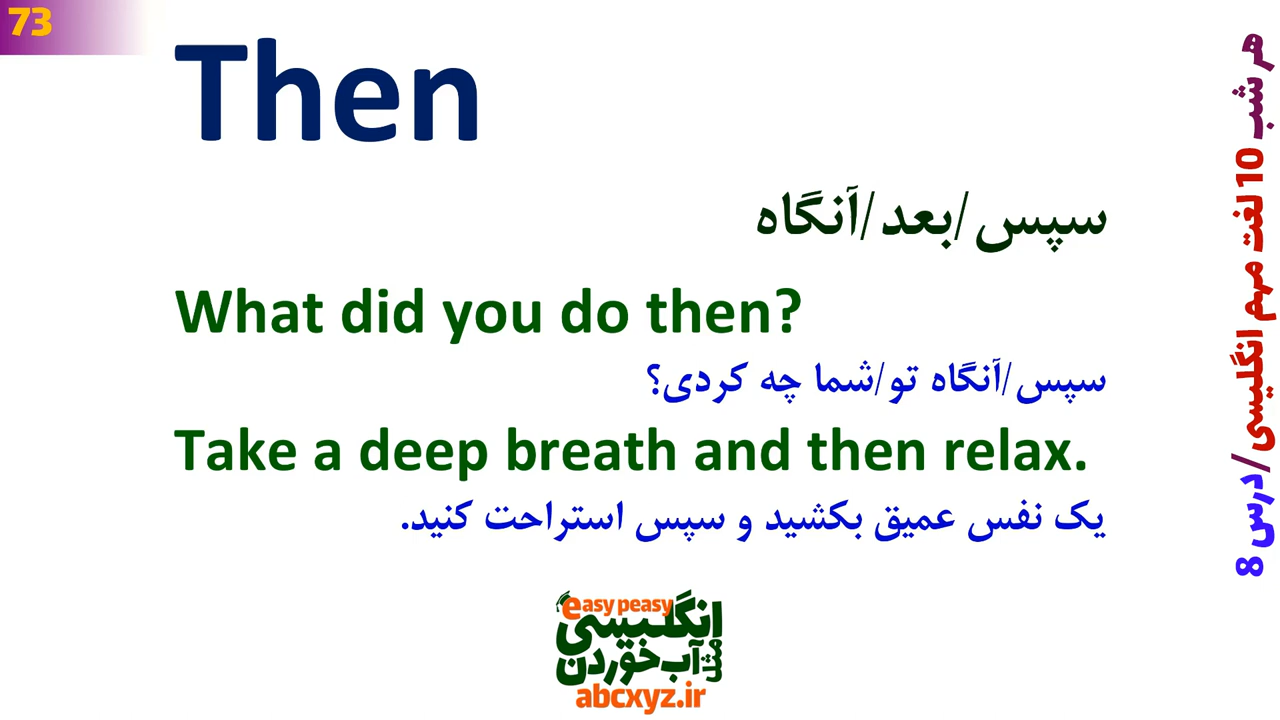 73
Then
سپس/بعد/آنگاه
What did you do then?
سپس/آنگاه تو/شما چه کردی؟
Take a deep breath and then relax.
یک نفس عمیق بکشید و سپس استراحت کنید.
هر شب 10 لغت مهم انگلیسی/درس 8
easy peasy
انگلیسی
مثل آب خوردن
abcxyz.ir